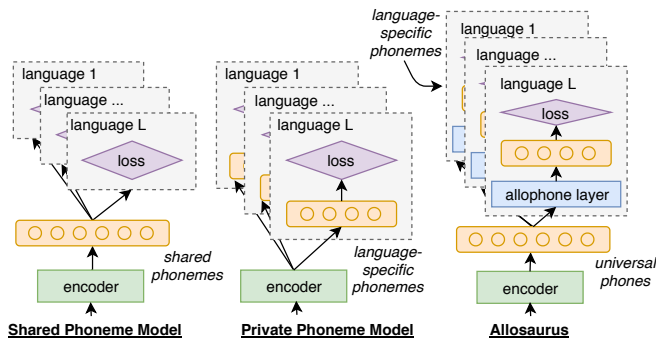 language 1
language ...
language L
loss
shared
phonemes
encoder
Shared Phoneme Model
language 1
language ...
language L
loss
language-
specific
phonemes
encoder
Private Phoneme Model
language-
specific
phonemes
language 1
language ...
language L
loss
allophone layer
universal
phones
encoder
Allosaurus